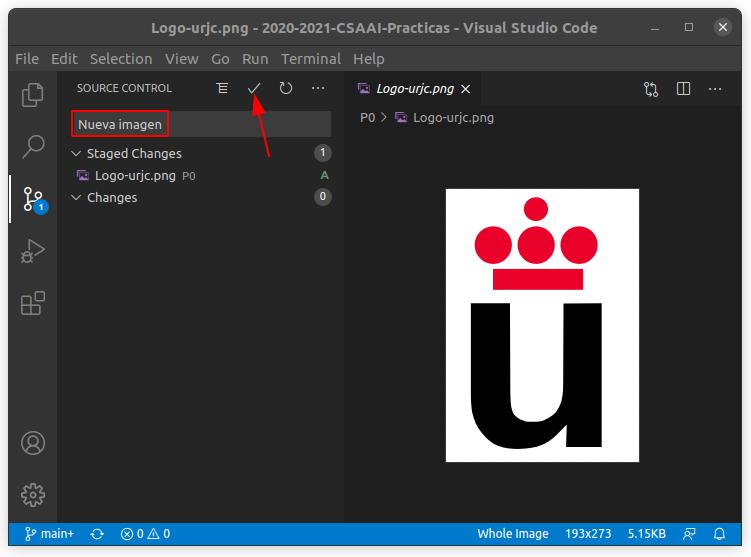 Logo-urjc.png - 2020-2021-CSAAI-Practicas - Visual Studio Code
File Edit Selection View Go Run Terminal Help
SOURCE CONTROL
Logo-urjc.png
Nueva imagen
P0 > Logo-urjc.png
Staged Changes 1
Logo-urjc.png P0 A
Changes 0
1
u
main+ 0 0 Whole Image 193x273 5.15KB